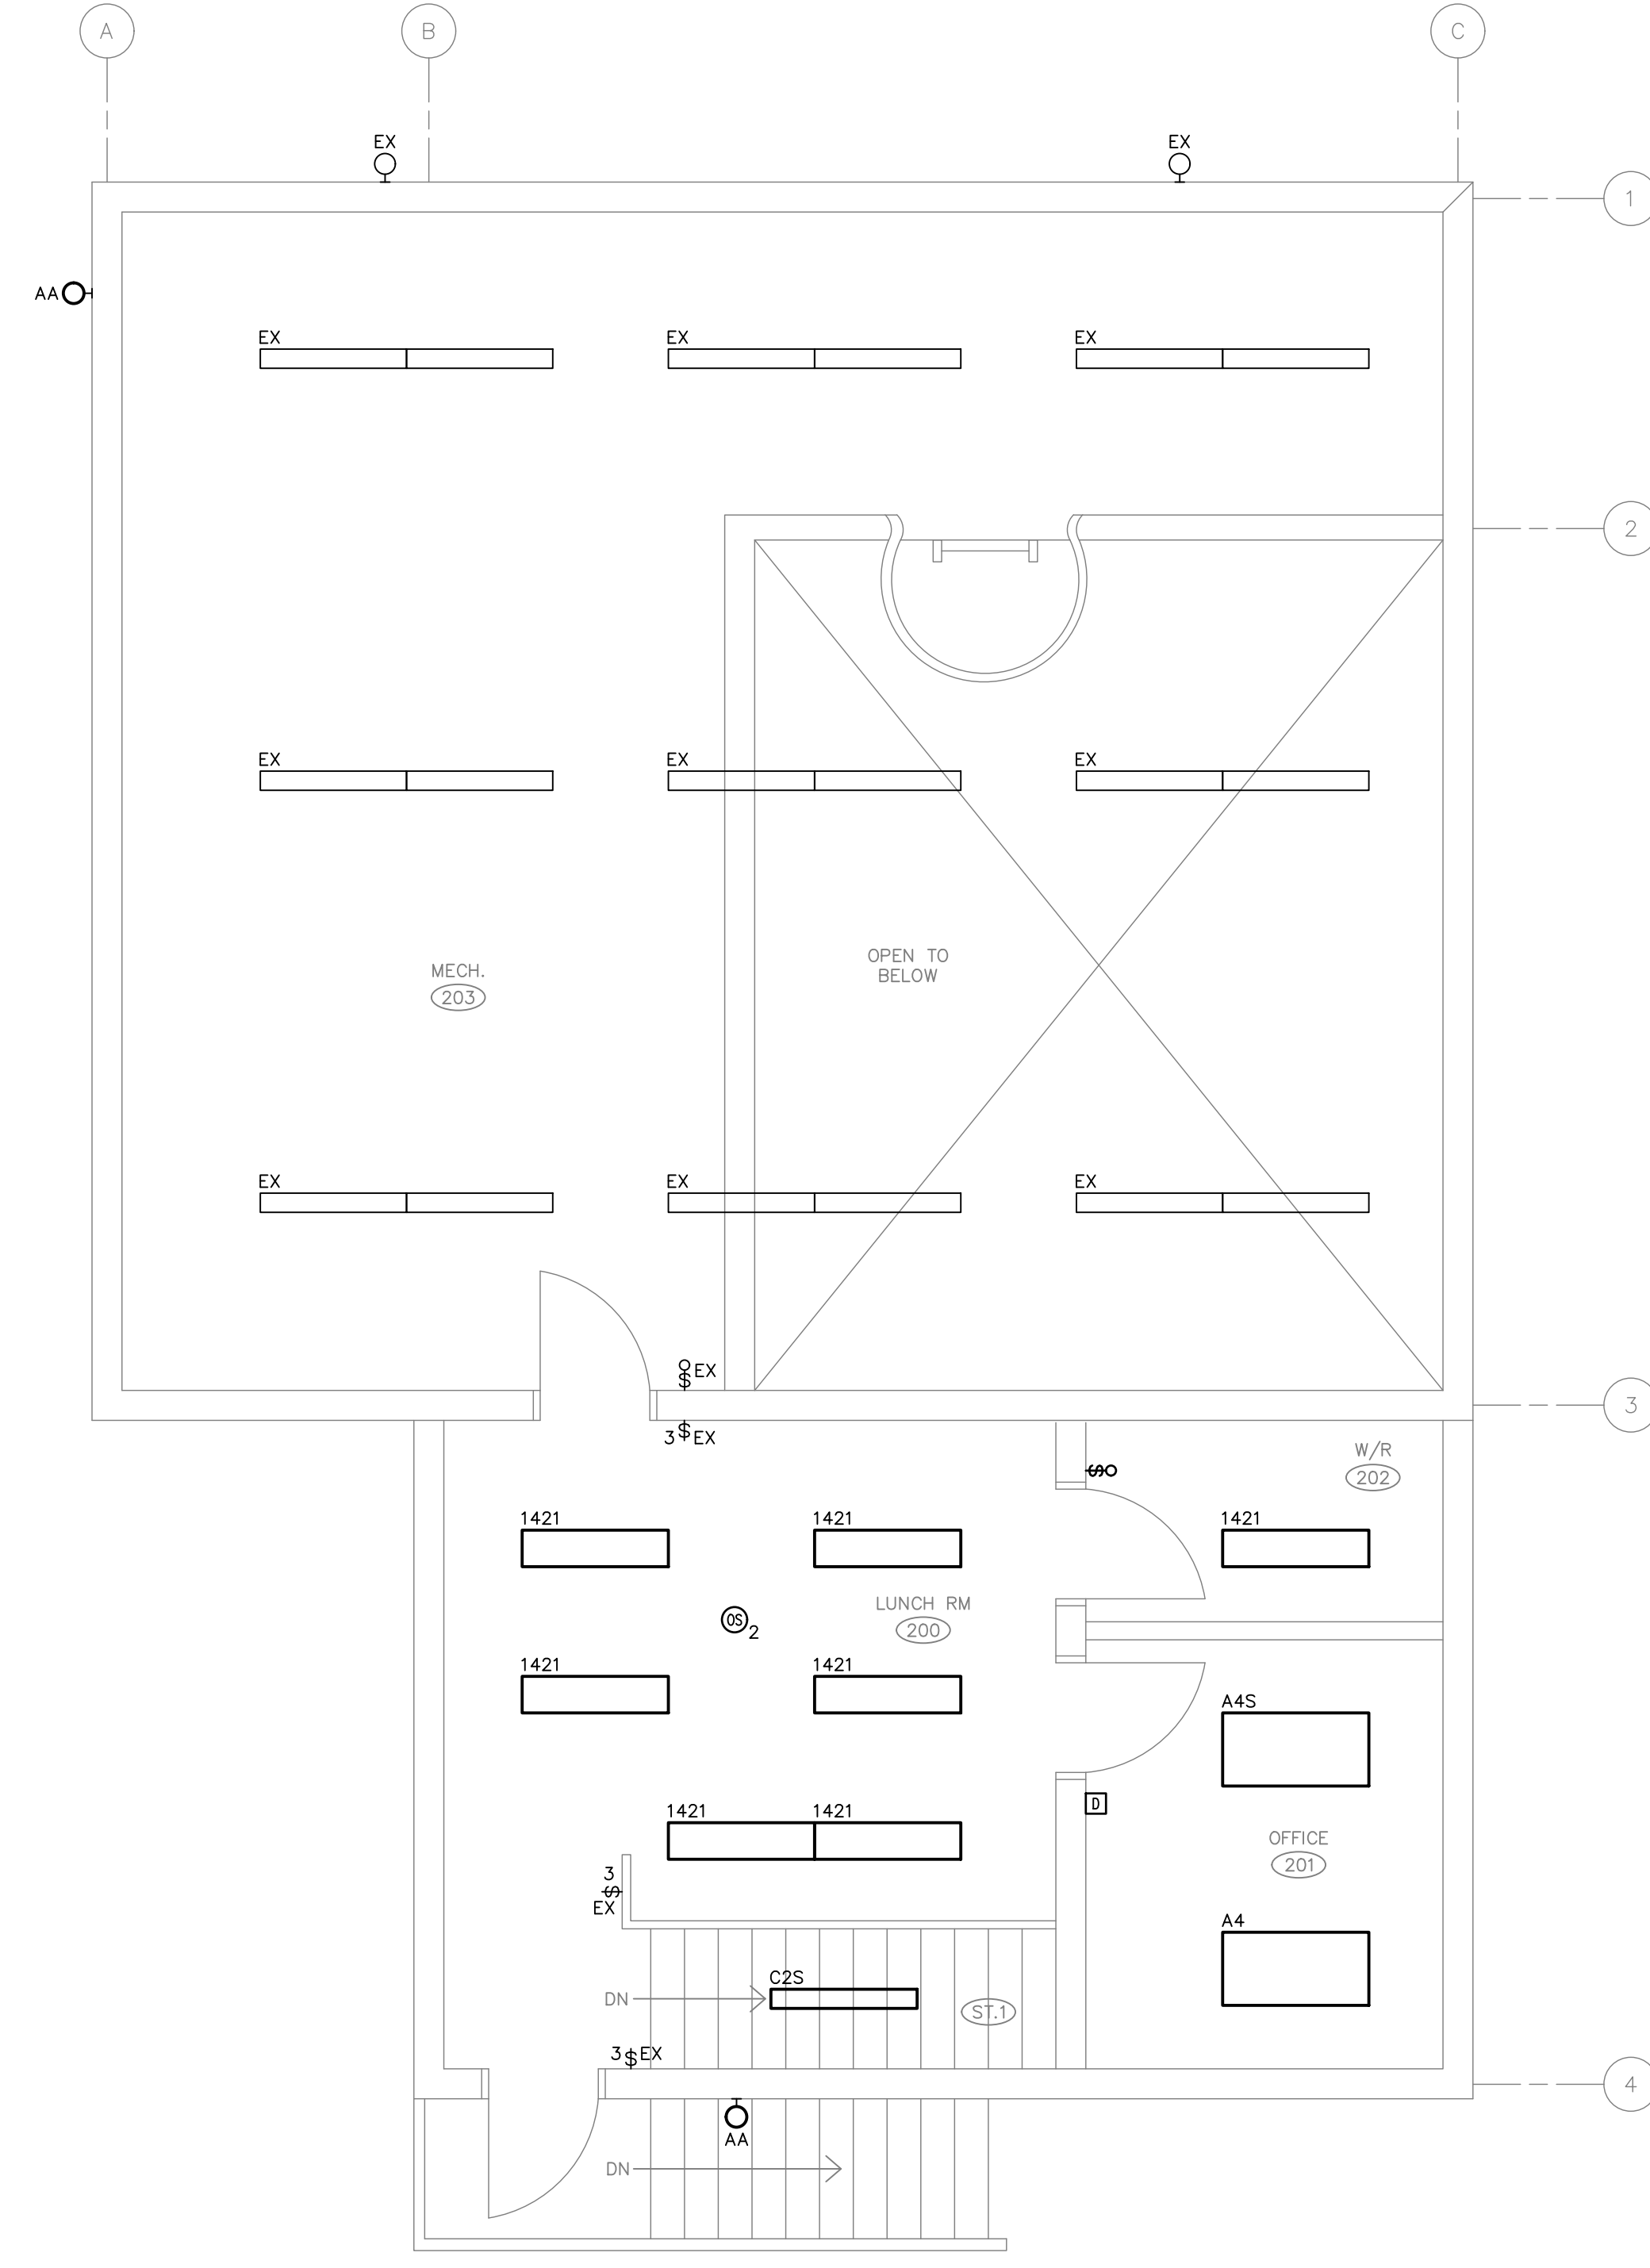 A
B
C
EX
EX
1
AA
EX
EX
EX
2
EX
EX
EX
OPEN TO
BELOW
MECH.
203
EX
EX
EX
$ EX
3
3 $ EX
W/R
202
$
1421
1421
1421
LUNCH RM
200
OS
2
1421
1421
A4S
D
1421
1421
OFFICE
201
3
$
EX
A4
C2S
DN
ST.1
3 $ EX
4
AA
DN